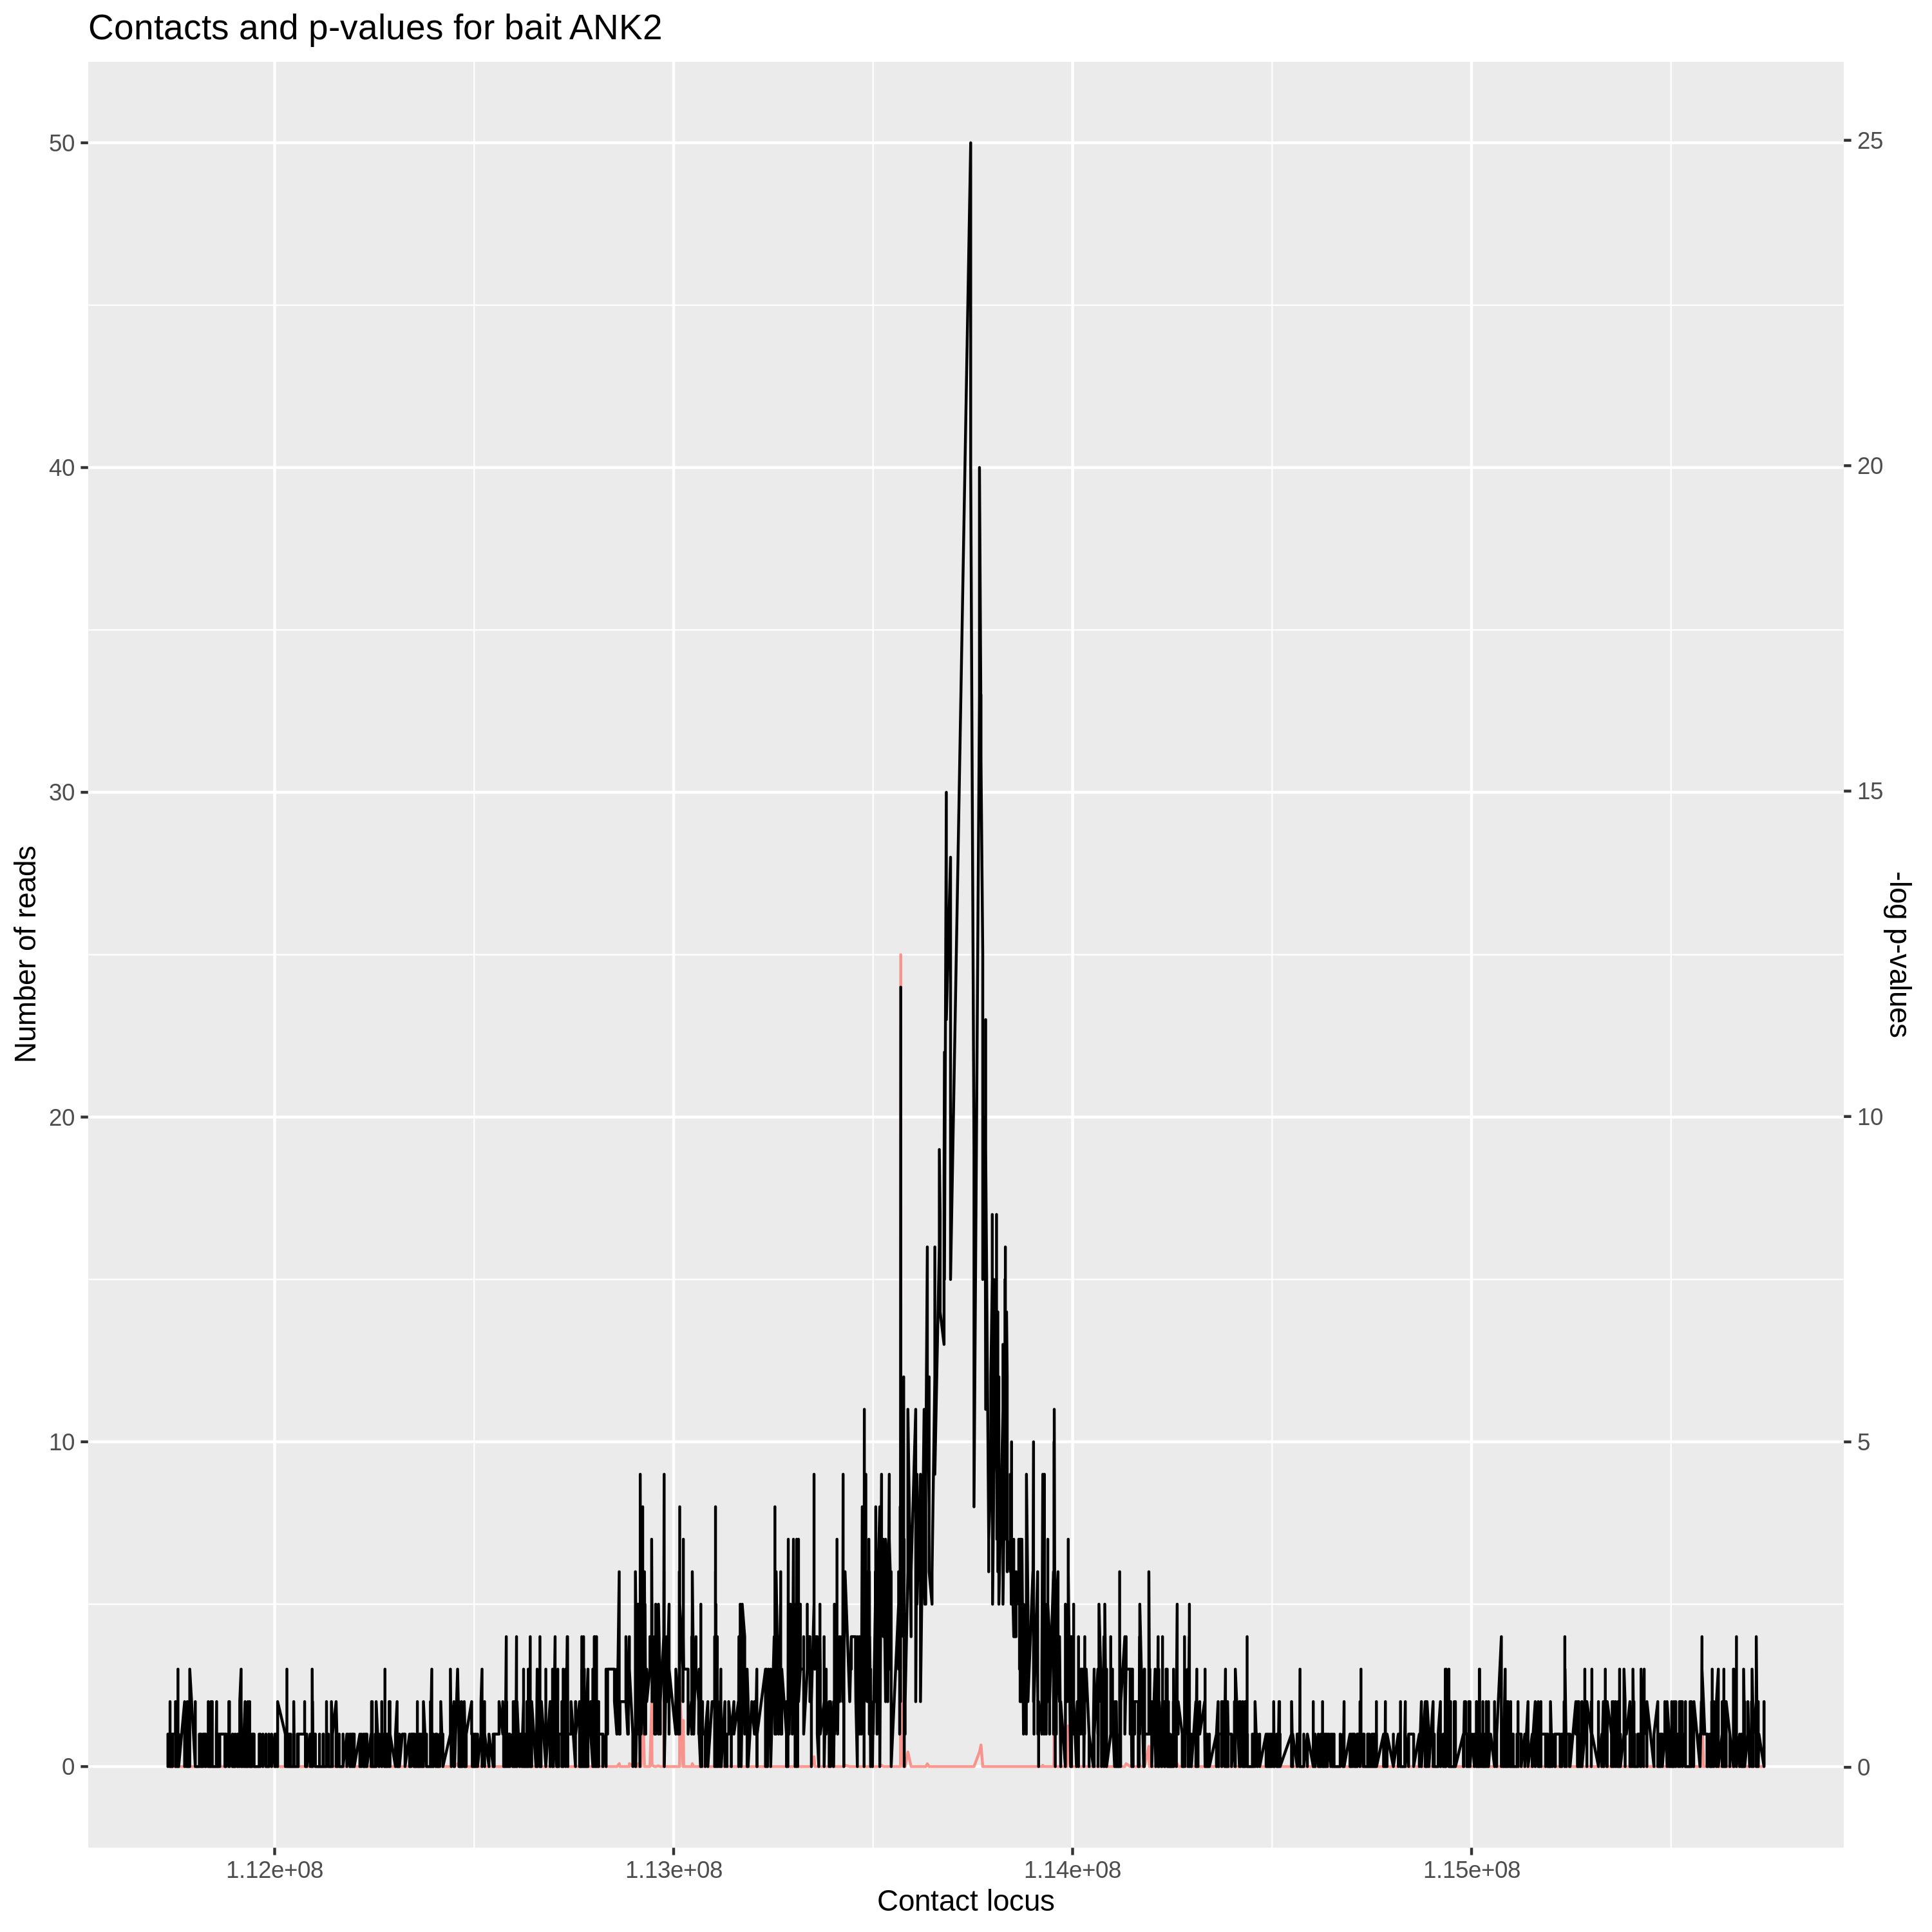 Contacts and p-values for bait ANK2
50
40
30
20
10
0
Number of reads
25
20
15
10
5
0
-log p-values
1.12e+08
1.13e+08
1.14e+08
1.15e+08
Contact locus